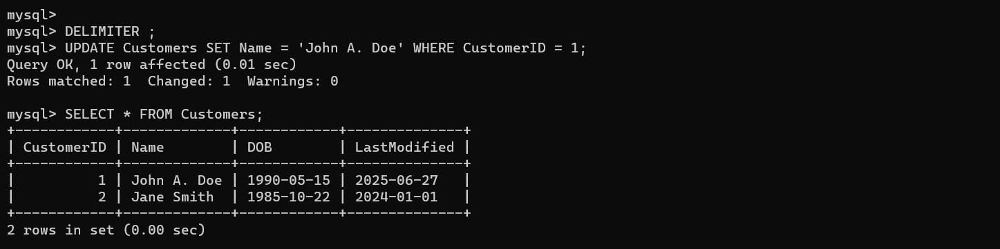 mysql>
mysql> DELIMITER ;
mysql> UPDATE Customers SET Name = 'John A. Doe' WHERE CustomerID = 1;
Query OK, 1 row affected (0.01 sec)
Rows matched: 1  Changed: 1  Warnings: 0

mysql> SELECT * FROM Customers;
+------------+-------------+------------+--------------+
| CustomerID | Name        | DOB        | LastModified |
+------------+-------------+------------+--------------+
|          1 | John A. Doe | 1990-05-15 | 2025-06-27   |
|          2 | Jane Smith  | 1985-10-22 | 2024-01-01   |
+------------+-------------+------------+--------------+
2 rows in set (0.00 sec)